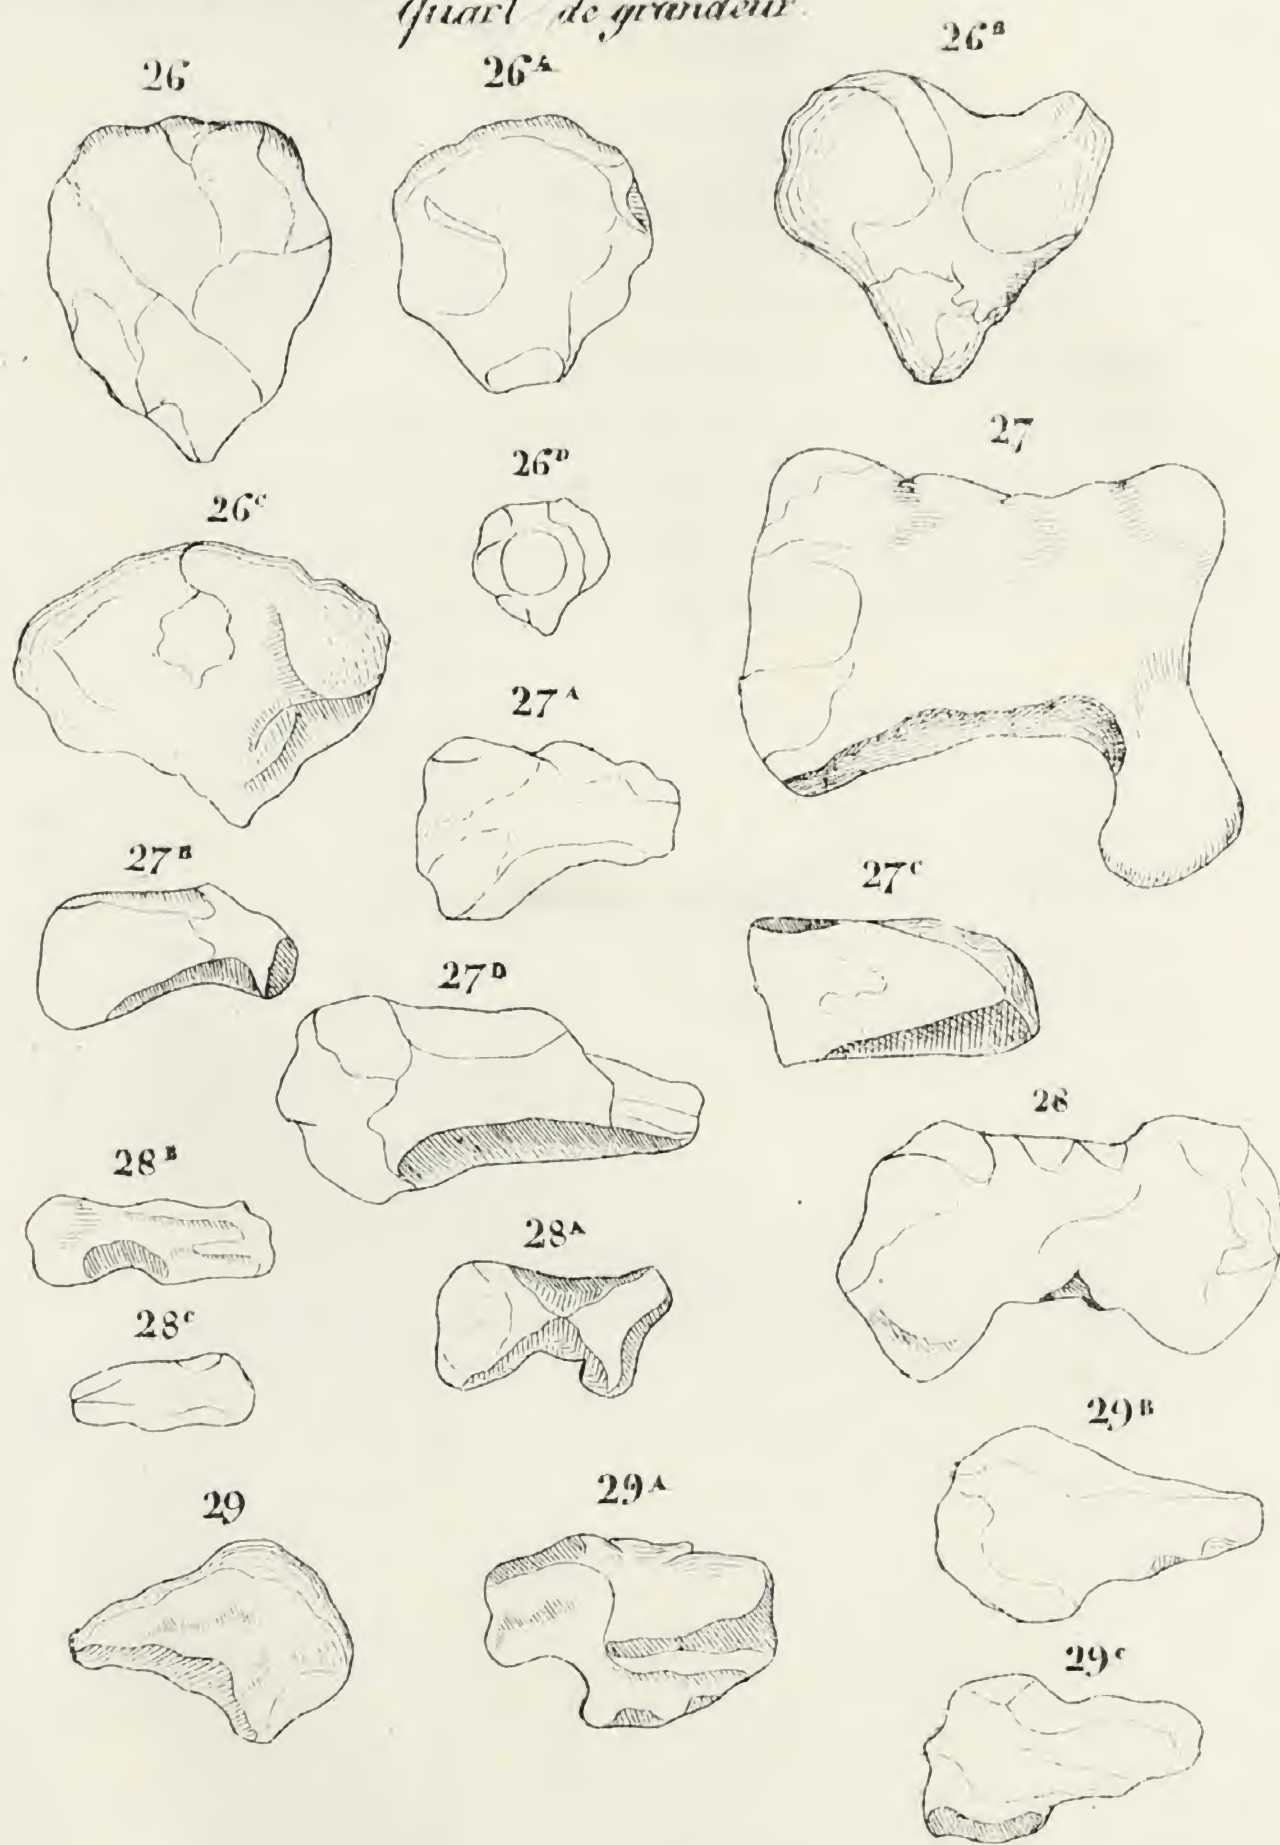 Quart de grandeur.
26 26ᴬ 26ᴮ
27
26ᴰ
26ᶜ
27ᴬ
27ᴮ 27ᶜ
27ᴰ
28
28ᴮ
28ᴬ
28ᶜ
29ᴮ
29 29ᴬ
29ᶜ